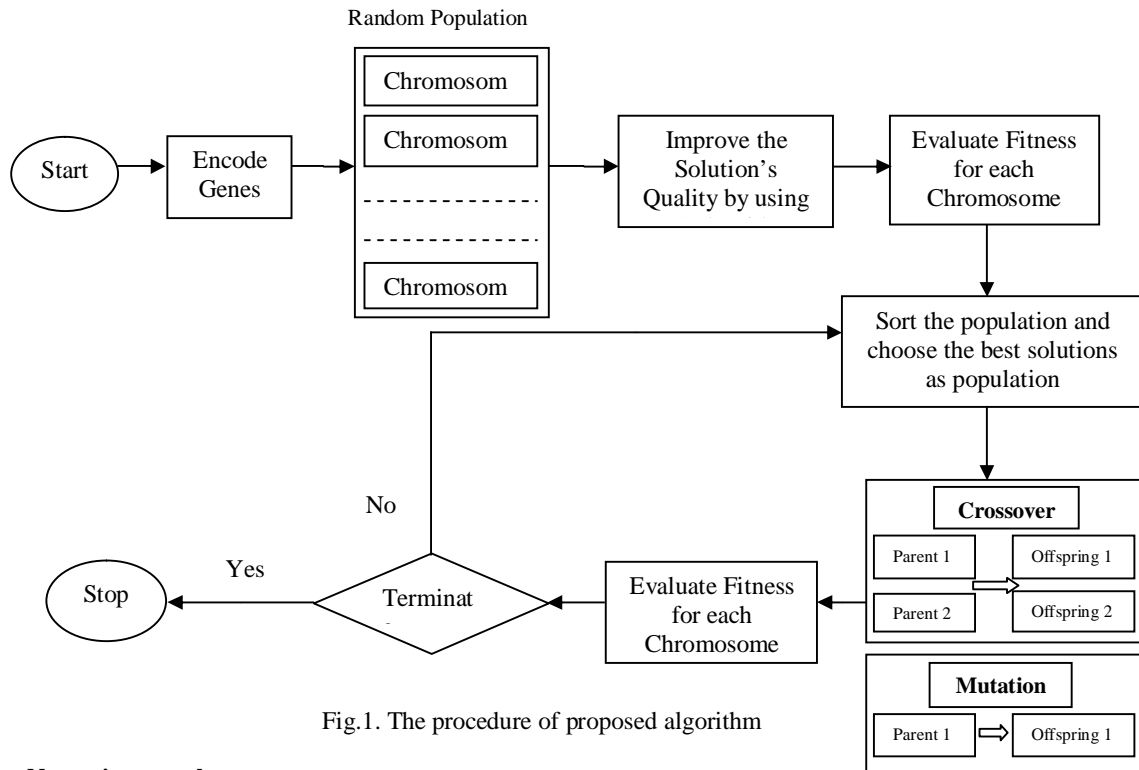 Random Population
Chromosom
Chromosom
Chromosom
Start
Encode
Genes
Improve the
Solution's
Quality by using
Evaluate Fitness
for each
Chromosome
Sort the population and
choose the best solutions
as population
Crossover
Parent 1
Offspring 1
Parent 2
Offspring 2
Mutation
Parent 1
Offspring 1
Evaluate Fitness
for each
Chromosome
Terminat
No
Yes
Stop
Fig.1. The procedure of proposed algorithm